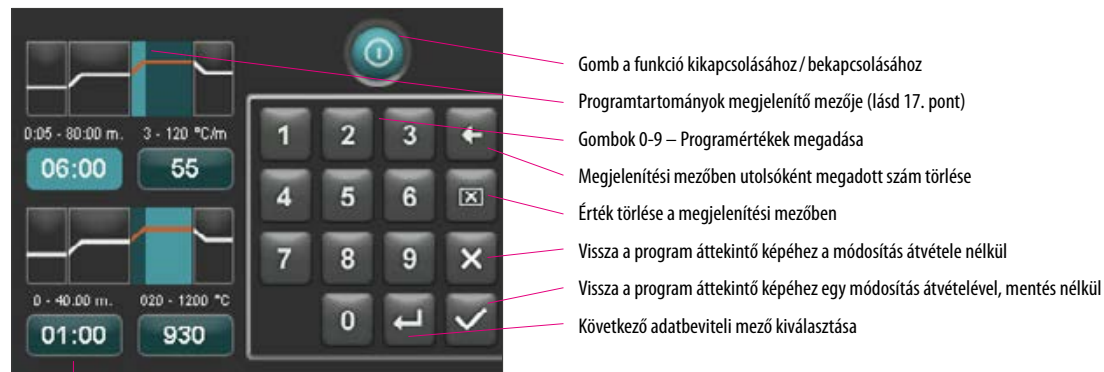 0:05 - 80:00 m. 3 - 120 °C/m
06:00 55
0 - 40.00 m. 020 - 1200 °C
01:00 930
1 2 3
4 5 6
7 8 9
0
Gomb a funkció kikapcsolásához / bekapcsolásához
Programtartományok megjelenítő mezője (lásd 17. pont)
Gombok 0-9 – Programértékek megadása
Megjelenítési mezőben utolsóként megadott szám törlése
Érték törlése a megjelenítési mezőben
Vissza a program áttekintő képéhez a módosítás átvétele nélkül
Vissza a program áttekintő képéhez egy módosítás átvételével, mentés nélkül
Következő adatbeviteli mező kiválasztása